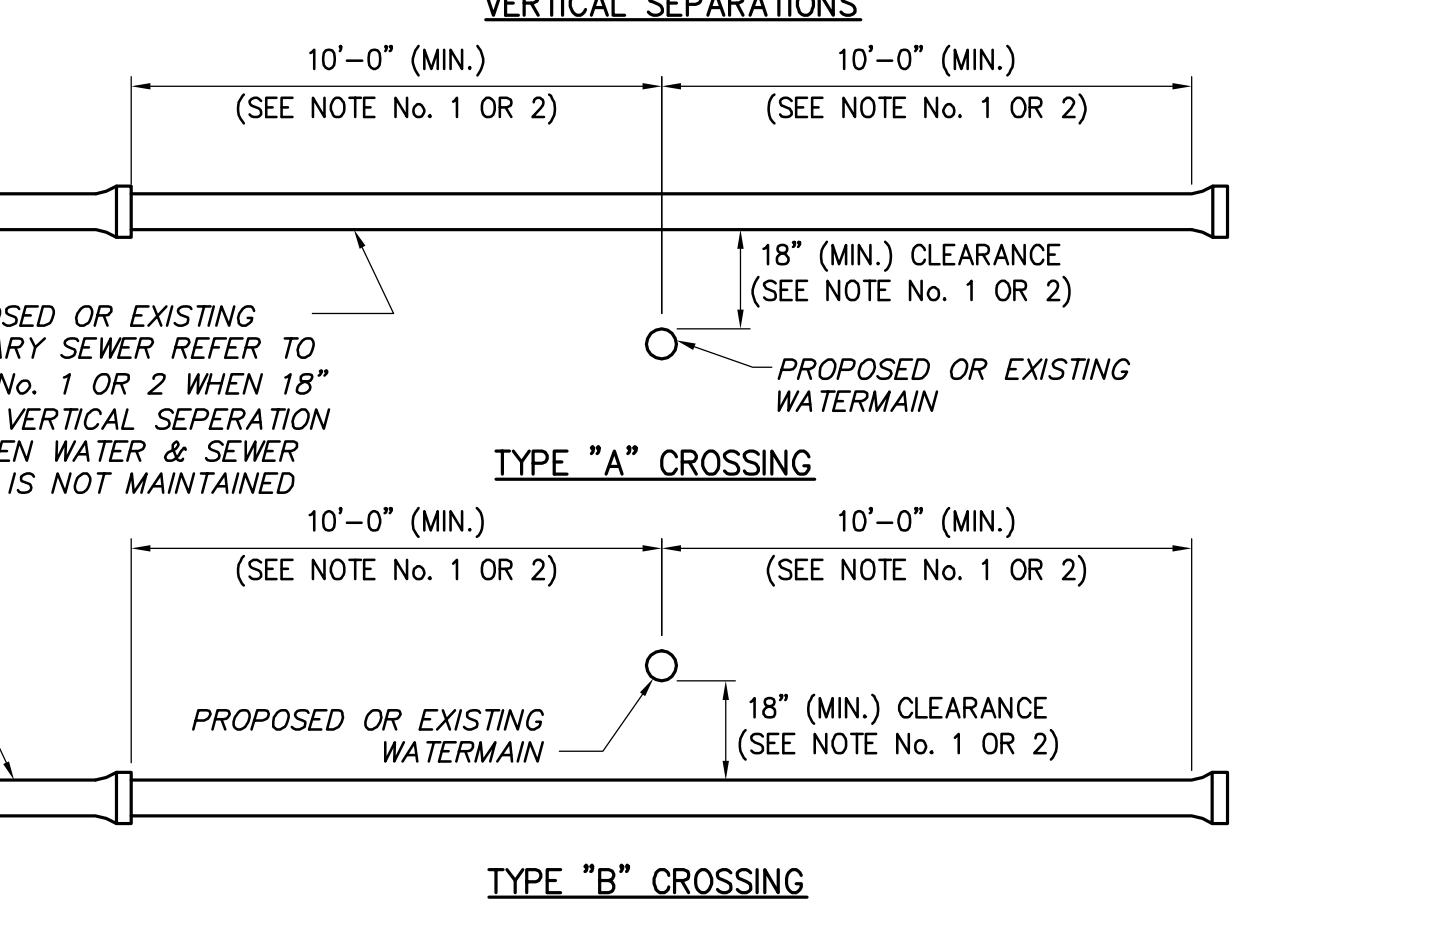 VERTICAL SEPARATIONS
10'-0" (MIN.) 10'-0" (MIN.)
(SEE NOTE No. 1 OR 2) (SEE NOTE No. 1 OR 2)
18" (MIN.) CLEARANCE
(SEE NOTE No. 1 OR 2)
OR EXISTING
SEWER REFER TO
No. 1 OR 2 WHEN 18"
VERTICAL SEPERATION
WATER & SEWER
IS NOT MAINTAINED
PROPOSED OR EXISTING
WATERMAIN
TYPE "A" CROSSING
10'-0" (MIN.) 10'-0" (MIN.)
(SEE NOTE No. 1 OR 2) (SEE NOTE No. 1 OR 2)
PROPOSED OR EXISTING
WATERMAIN
18" (MIN.) CLEARANCE
(SEE NOTE No. 1 OR 2)
TYPE "B" CROSSING